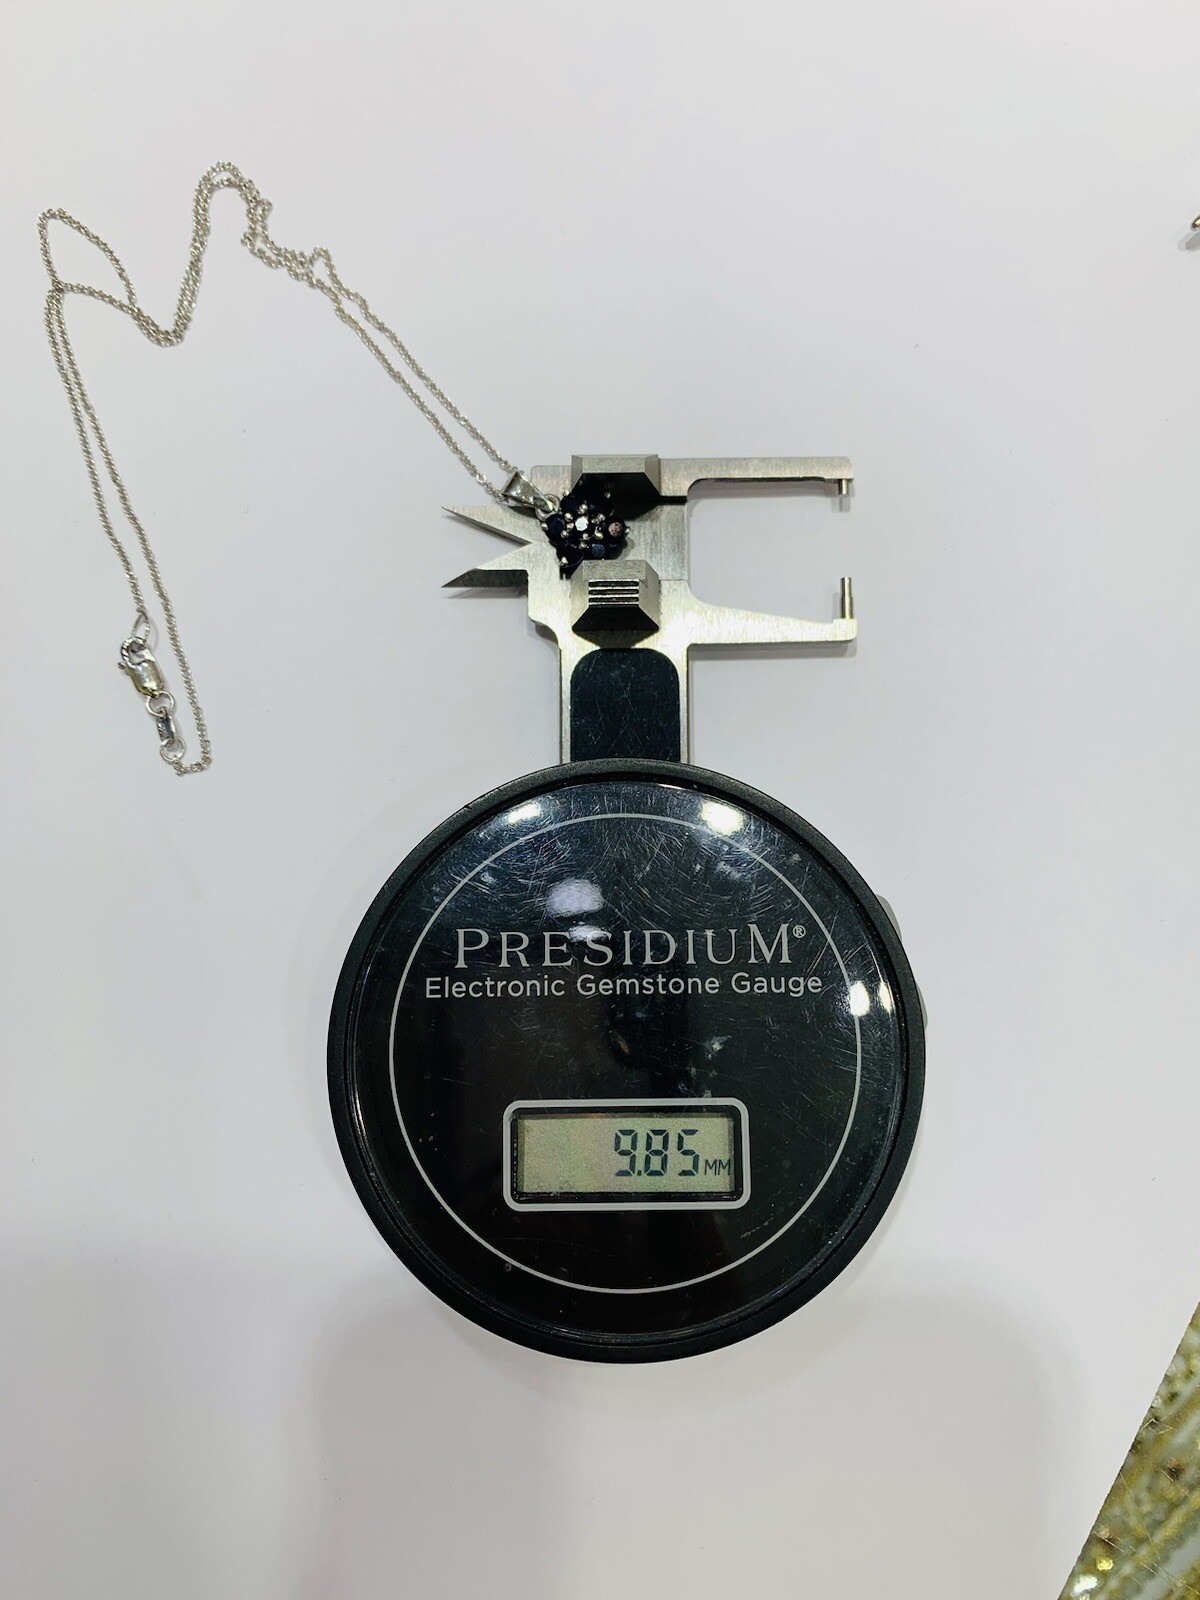 PRESIDIUM®
Electronic Gemstone Gauge
9.85 MM